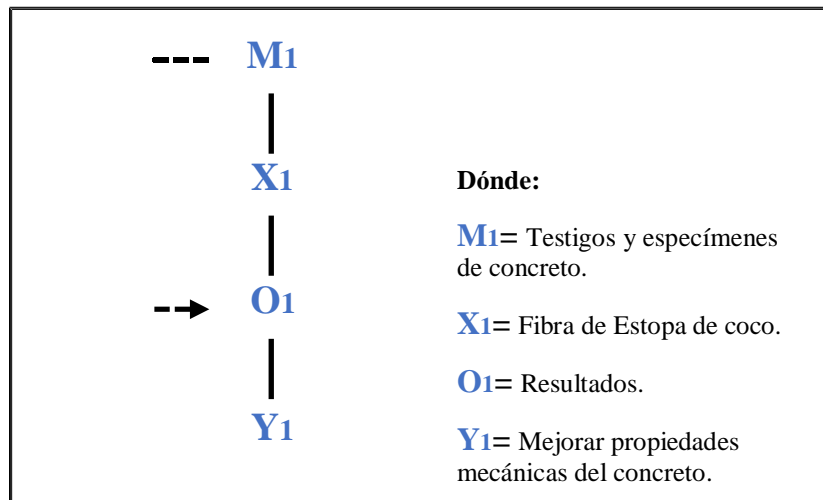 M1
X1
O1
Y1
Dónde:
M1= Testigos y especímenes
de concreto.
X1= Fibra de Estopa de coco.
O1= Resultados.
Y1= Mejorar propiedades
mecánicas del concreto.